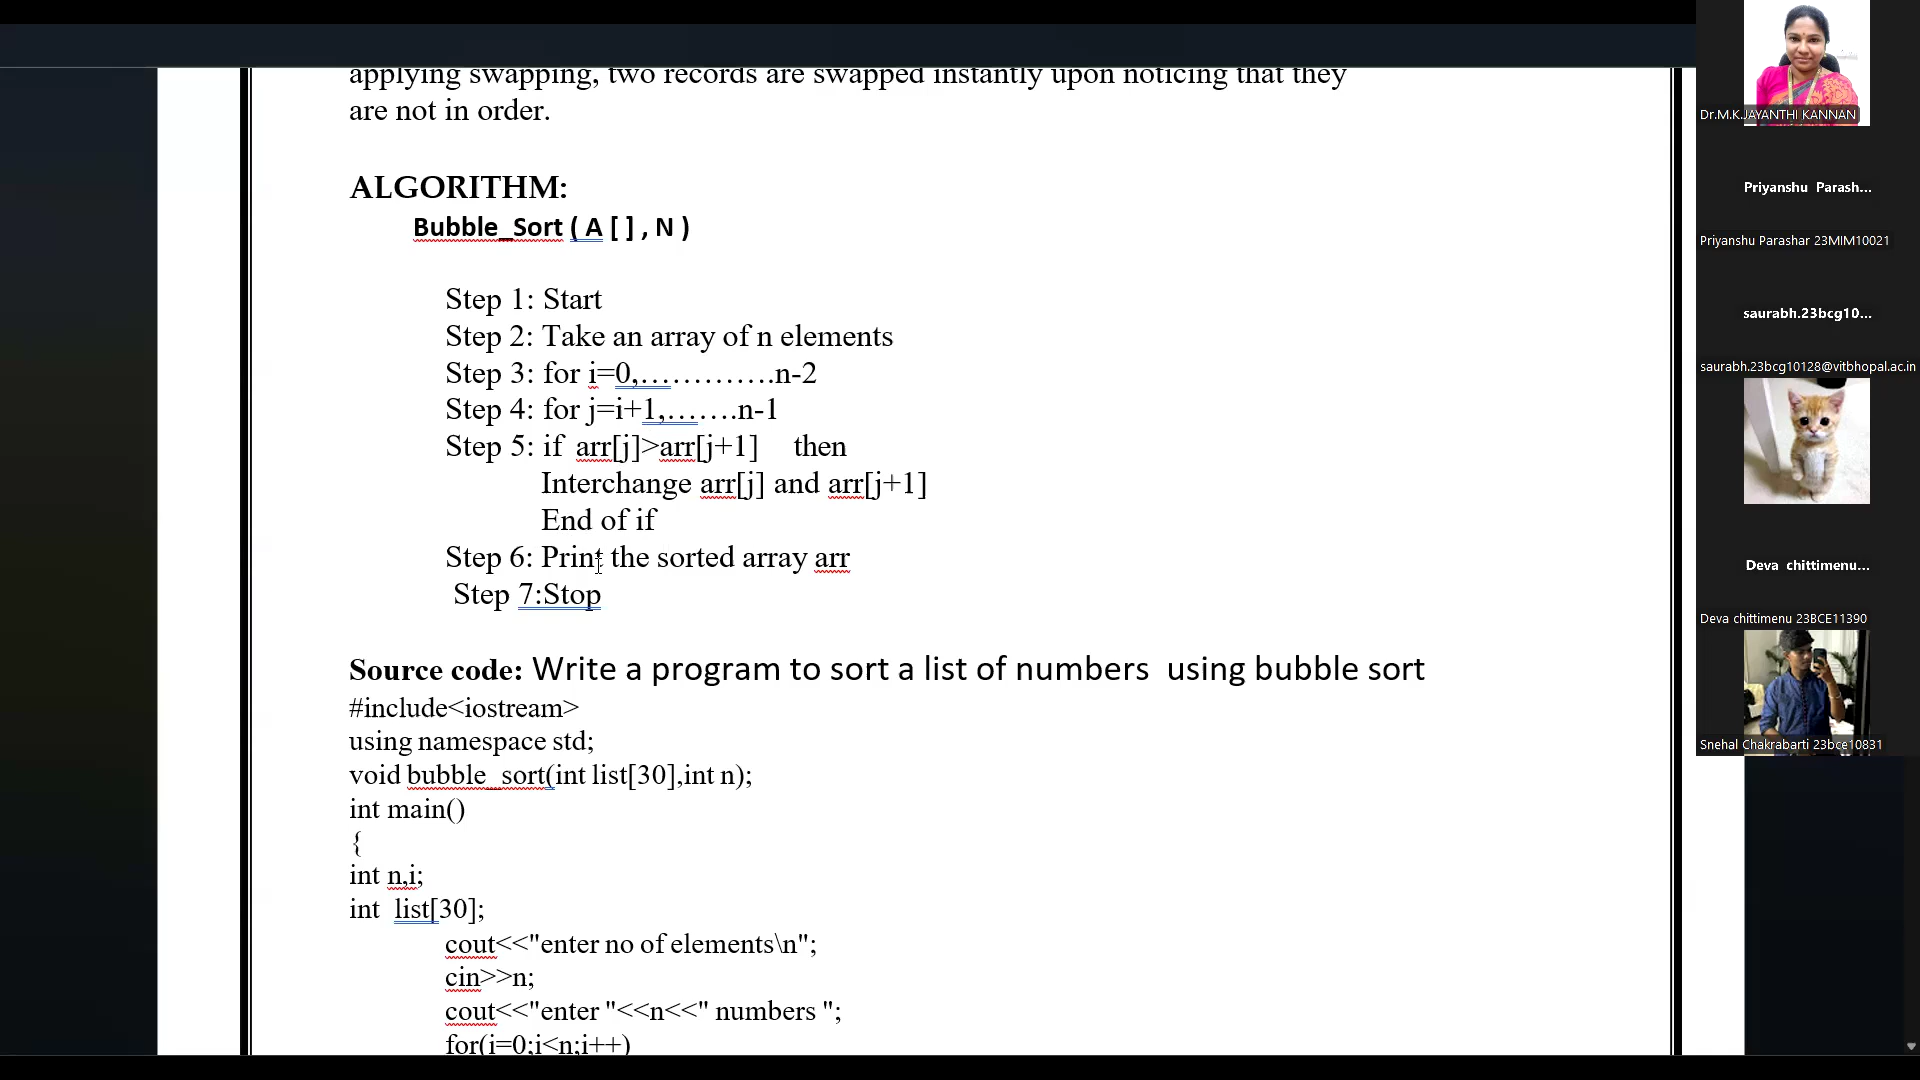 applying swapping, two records are swapped instantly upon noticing that they
are not in order.
ALGORITHM:
Bubble_Sort ( A [ ] , N )
Step 1: Start
Step 2: Take an array of n elements
Step 3: for i=0,………….n-2
Step 4: for j=i+1,…….n-1
Step 5: if arr[j]>arr[j+1] then
Interchange arr[j] and arr[j+1]
End of if
Step 6: Print the sorted array arr
Step 7:Stop
Source code: Write a program to sort a list of numbers using bubble sort
#include<iostream>
using namespace std;
void bubble_sort(int list[30],int n);
int main()
{
int n,i;
int list[30];
cout<<"enter no of elements\n";
cin>>n;
cout<<"enter "<<n<<" numbers ";
for(i=0;i<n;i++)
Dr.M.K.JAYANTHI KANNAN
Priyanshu Parash...
Priyanshu Parashar 23MIM10021
saurabh.23bcg10...
saurabh.23bcg10128@vitbhopal.ac.in
Deva chittimenu...
Deva chittimenu 23BCE11390
Snehal Chakrabarti 23bce10831